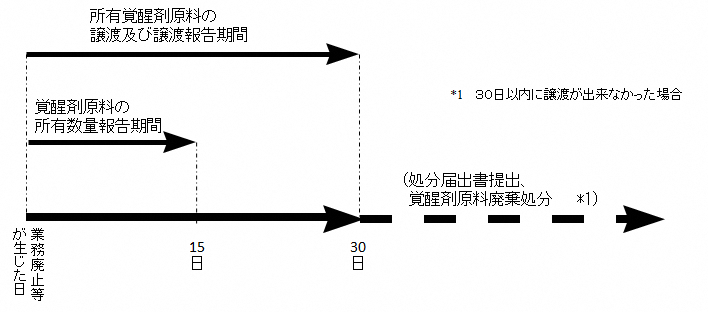 所有覚醒剤原料の
譲渡及び譲渡報告期間
*1　30日以内に譲渡が出来なかった場合
覚醒剤原料の
所有数量報告期間
(処分届出書提出、
覚醒剤原料廃棄処分　*1)
業務廃止等
が生じた日
15
日
30
日